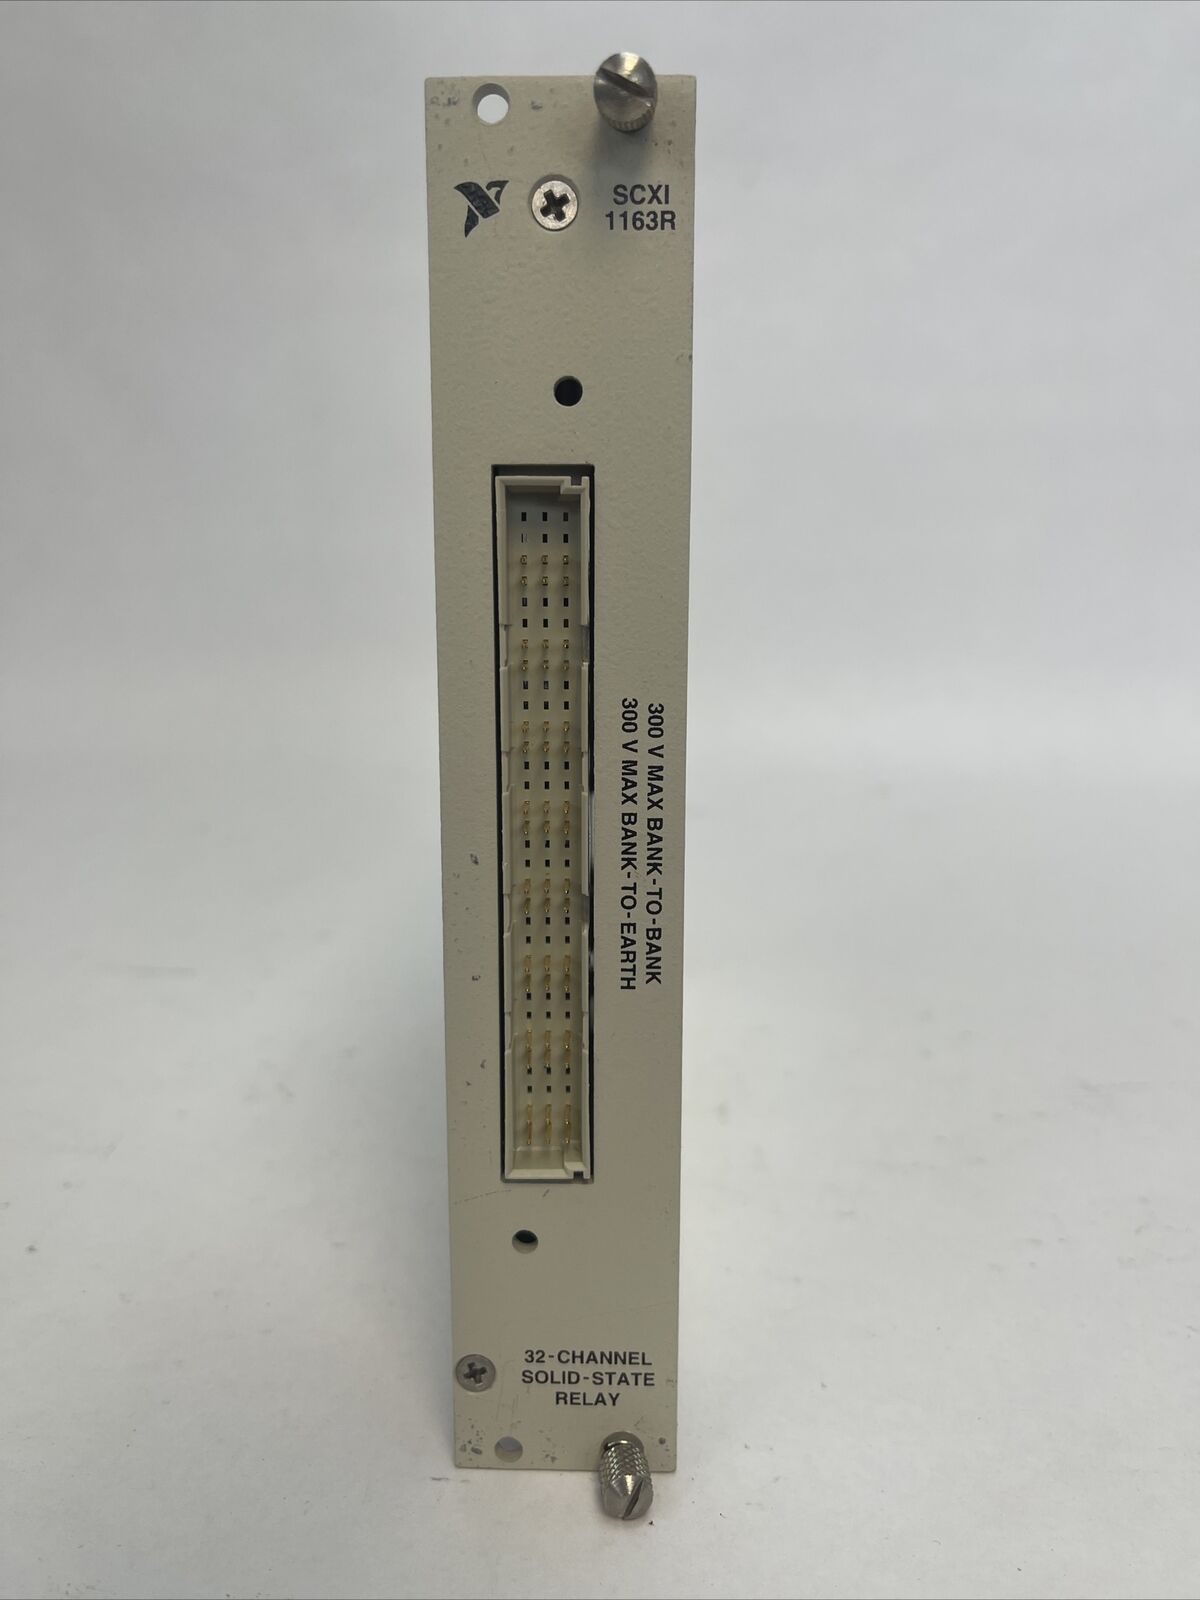 SCXI
1163R
300 V MAX BANK-TO-BANK
300 V MAX BANK-TO-EARTH
32-CHANNEL
SOLID-STATE
RELAY